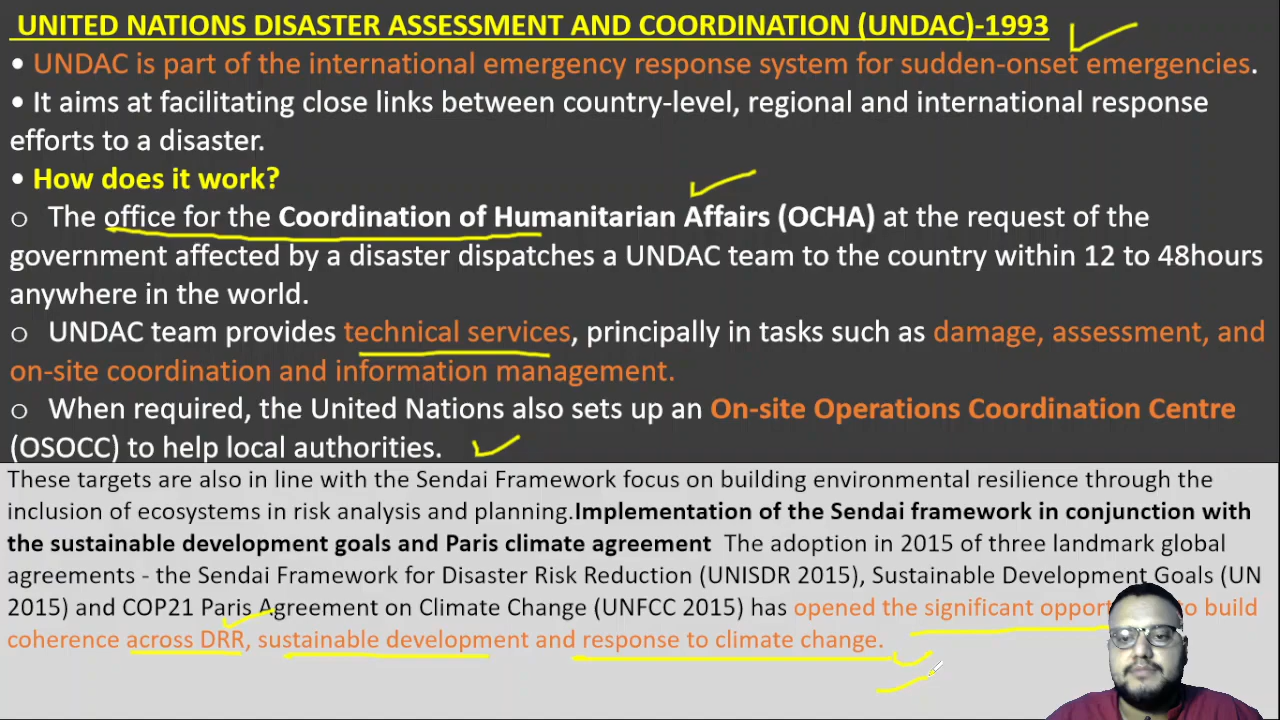 UNITED NATIONS DISASTER ASSESSMENT AND COORDINATION (UNDAC)-1993
• UNDAC is part of the international emergency response system for sudden-onset emergencies.
• It aims at facilitating close links between country-level, regional and international response
efforts to a disaster.
• How does it work?
o The office for the Coordination of Humanitarian Affairs (OCHA) at the request of the
government affected by a disaster dispatches a UNDAC team to the country within 12 to 48hours
anywhere in the world.
o UNDAC team provides technical services, principally in tasks such as damage, assessment, and
on-site coordination and information management.
o When required, the United Nations also sets up an On-site Operations Coordination Centre
(OSOCC) to help local authorities.
These targets are also in line with the Sendai Framework focus on building environmental resilience through the
inclusion of ecosystems in risk analysis and planning.Implementation of the Sendai framework in conjunction with
the sustainable development goals and Paris climate agreement The adoption in 2015 of three landmark global
agreements - the Sendai Framework for Disaster Risk Reduction (UNISDR 2015), Sustainable Development Goals (UN
2015) and COP21 Paris Agreement on Climate Change (UNFCC 2015) has opened the significant to build
coherence across DRR, sustainable development and response to climate change.